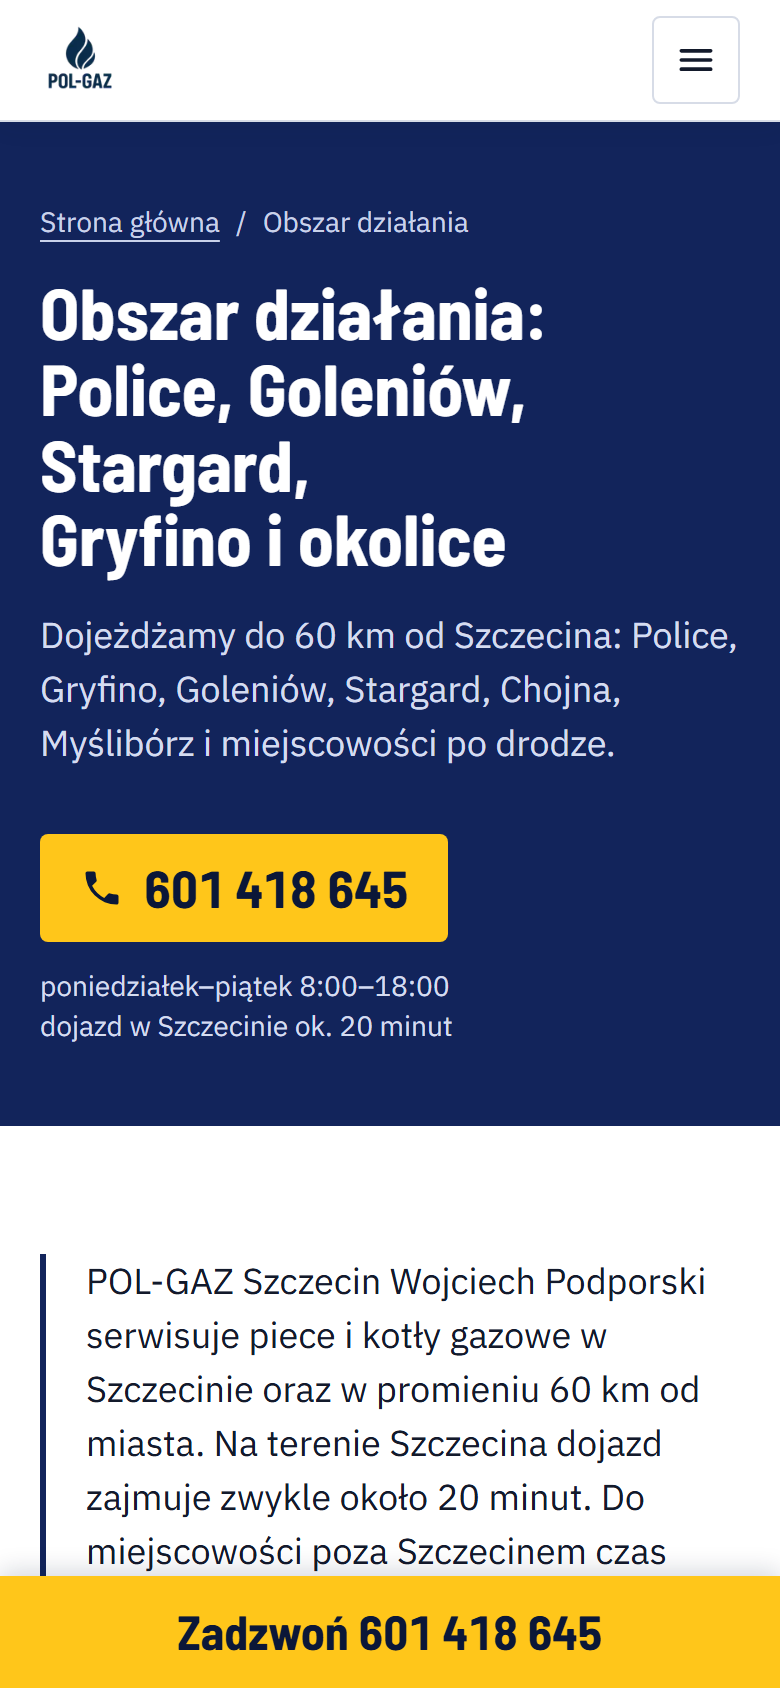 POL-GAZ
Strona główna / Obszar działania
Obszar działania:
Police, Goleniów,
Stargard,
Gryfino i okolice
Dojeżdżamy do 60 km od Szczecina: Police,
Gryfino, Goleniów, Stargard, Chojna,
Myślibórz i miejscowości po drodze.
601 418 645
poniedziałek–piątek 8:00–18:00
dojazd w Szczecinie ok. 20 minut
POL-GAZ Szczecin Wojciech Podporski
serwisuje piece i kotły gazowe w
Szczecinie oraz w promieniu 60 km od
miasta. Na terenie Szczecina dojazd
zajmuje zwykle około 20 minut. Do
miejscowości poza Szczecinem czas
Zadzwoń 601 418 645